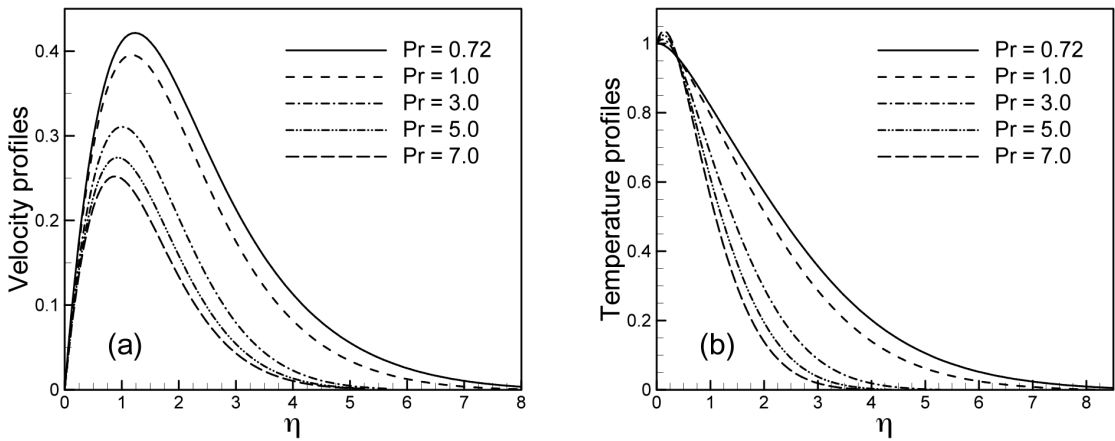 Velocity profiles
0.4
0.3
0.2
0.1
0
Pr = 0.72
Pr = 1.0
Pr = 3.0
Pr = 5.0
Pr = 7.0
(a)
0 1 2 3 4 5 6 7 8
η
Temperature profiles
1
0.8
0.6
0.4
0.2
0
Pr = 0.72
Pr = 1.0
Pr = 3.0
Pr = 5.0
Pr = 7.0
(b)
0 1 2 3 4 5 6 7 8
η